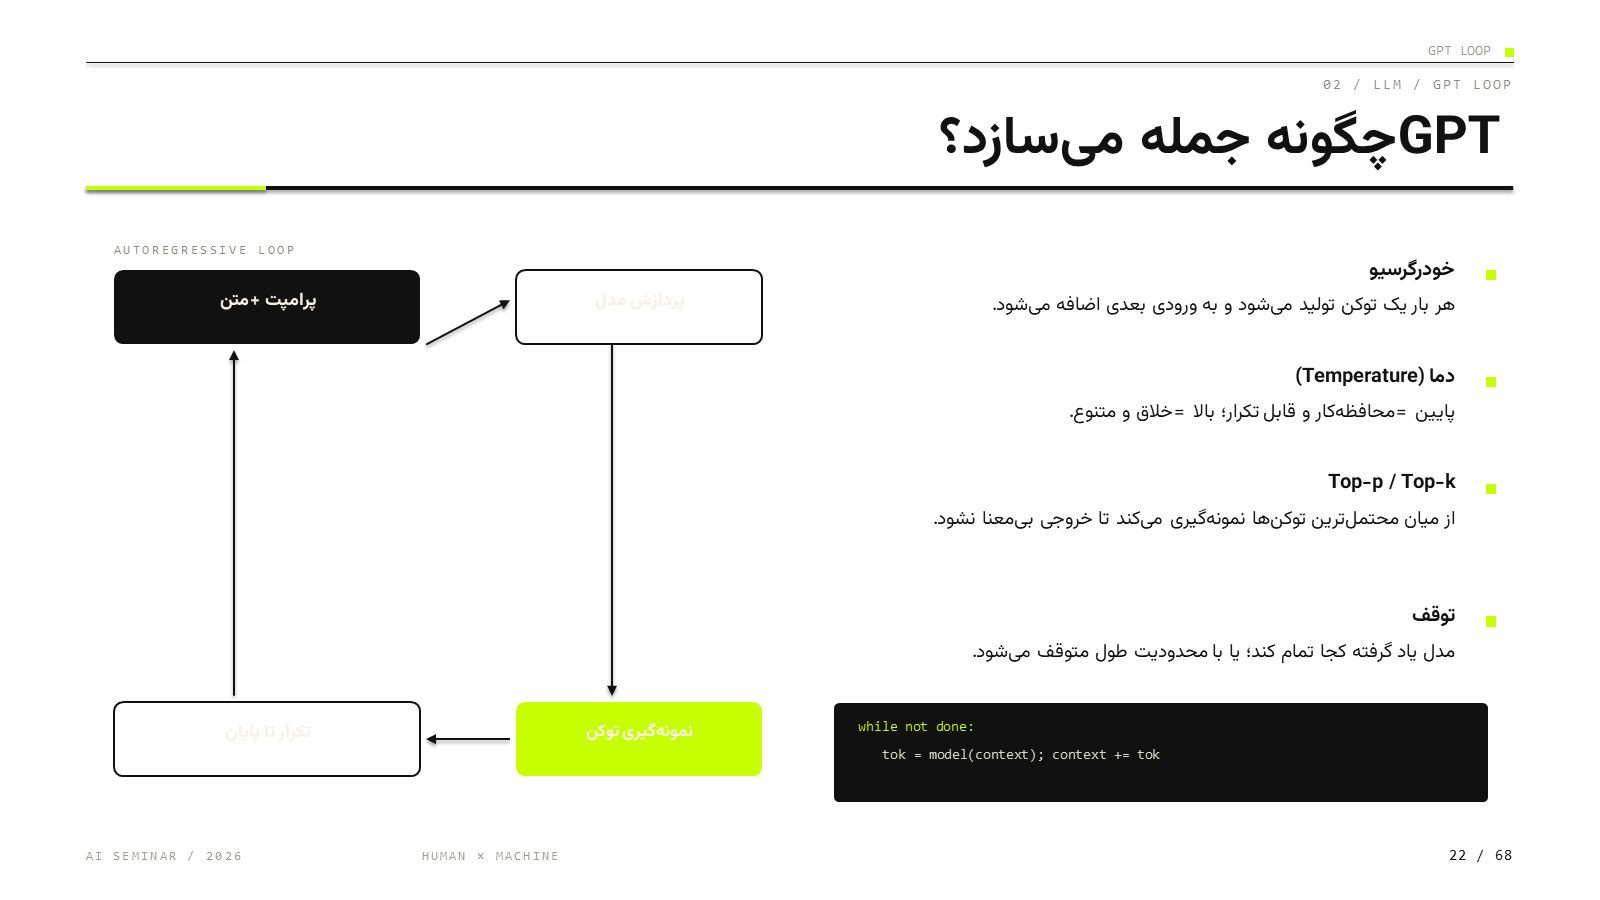 GPT LOOP
02 / LLM / GPT LOOP
GPTچگونه جمله می‌سازد؟
خودرگرسیو
هر بار یک توکن تولید می‌شود و به ورودی بعدی اضافه می‌شود.
دما (Temperature)
پایین =محافظه‌کار و قابل تکرار؛ بالا =خلاق و متنوع.
Top-p / Top-k
از میان محتمل‌ترین توکن‌ها نمونه‌گیری می‌کند تا خروجی بی‌معنا نشود.
توقف
مدل یاد گرفته کجا تمام کند؛ یا با محدودیت طول متوقف می‌شود.
while not done:
tok = model(context); context += tok
AUTOREGRESSIVE LOOP
پرامپت +متن
پردازش مدل
نمونه‌گیری توکن
تکرار تا پایان
AI SEMINAR / 2026
HUMAN × MACHINE
22 / 68